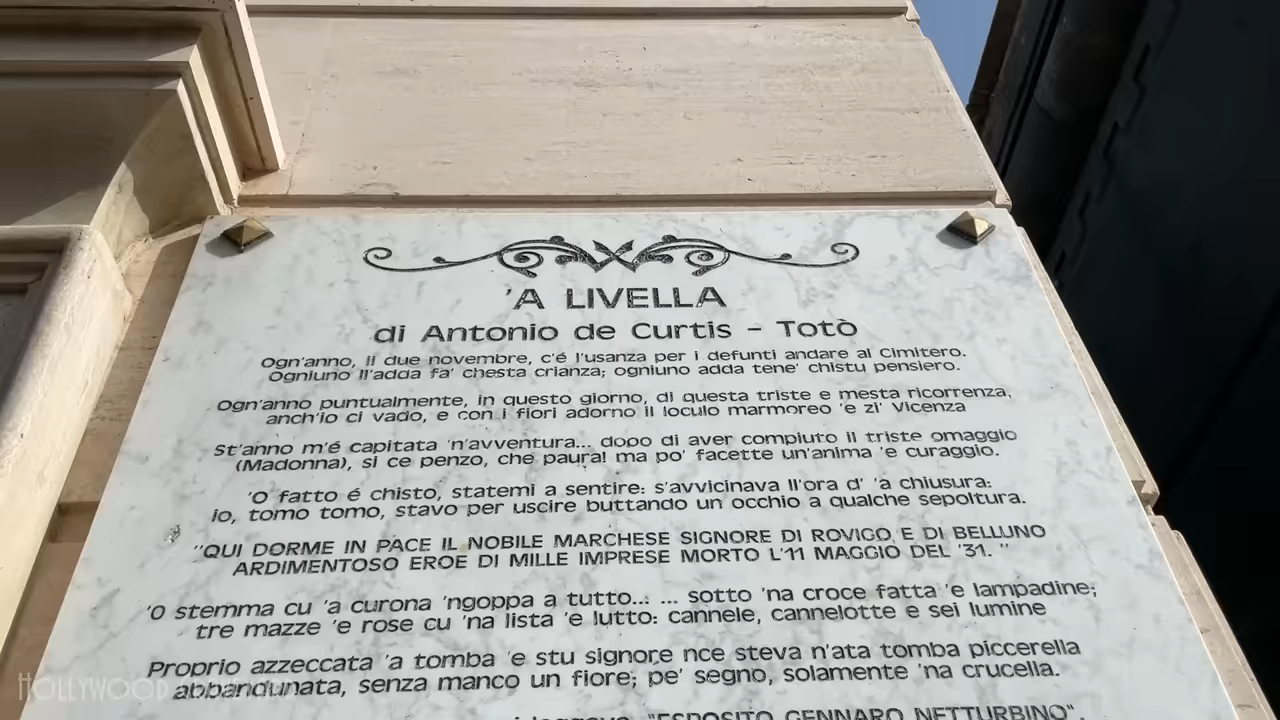 'A LIVELLA
di Antonio de Curtis - Totò
Ogn'anno, il due novembre, c'é l'usanza per i defunti andare al Cimitero.
Ogniuno ll'adda fa' chesta crianza; ogniuno adda tene' chistu pensiero.
Ogn'anno puntualmente, in questo giorno, di questa triste e mesta ricorrenza,
anch'io ci vado, e con i fiori adorno il loculo marmoreo 'e zi' Vicenza
St'anno m'é capitata 'n'avventura... dopo di aver compiuto il triste omaggio
(Madonna), si ce penzo, che paura! ma po' facette un'anima 'e curaggio.
'O fatto é chisto, statemi a sentire: s'avvicinava ll'ora d' 'a chiusura:
io, tomo tomo, stavo per uscire buttando un occhio a qualche sepoltura.
"QUI DORME IN PACE IL NOBILE MARCHESE SIGNORE DI ROVIGO E DI BELLUNO
ARDIMENTOSO EROE DI MILLE IMPRESE MORTO L'11 MAGGIO DEL '31. "
'O stemma cu 'a curona 'ngoppa a tutto... ... sotto 'na croce fatta 'e lampadine;
tre mazze 'e rose cu 'na lista 'e lutto: cannele, cannelotte e sei lumine
Proprio azzeccata 'a tomba 'e stu signore nce steva n'ata tomba piccerella
abbandunata, senza manco un fiore; pe' segno, solamente 'na crucella.
"ESPOSITO GENNARO NETTURBINO".
HOLLYWOOD